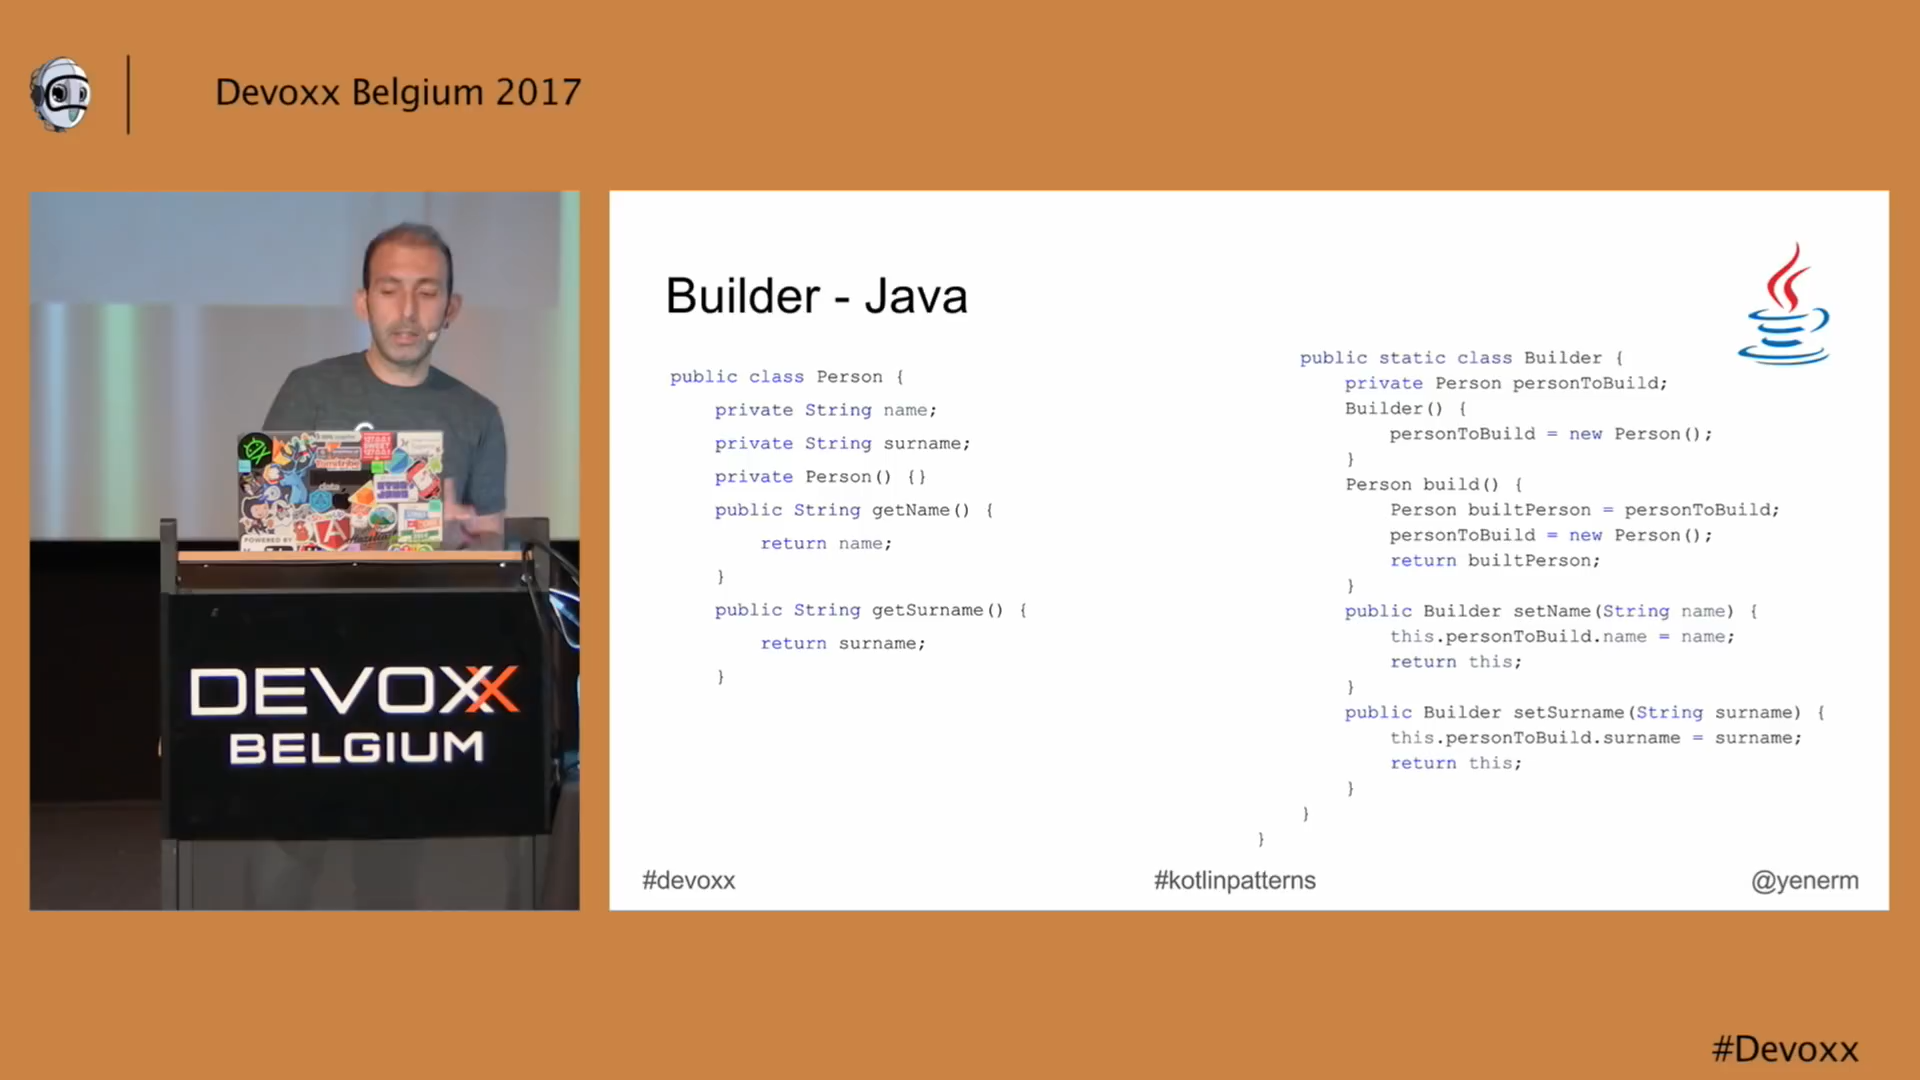 Devoxx Belgium 2017
Builder - Java
public class Person {
private String name;
private String surname;
private Person() {}
public String getName() {
return name;
}
public String getSurname() {
return surname;
}
public static class Builder {
private Person personToBuild;
Builder() {
personToBuild = new Person();
}
Person build() {
Person builtPerson = personToBuild;
personToBuild = new Person();
return builtPerson;
}
public Builder setName(String name) {
this.personToBuild.name = name;
return this;
}
public Builder setSurname(String surname) {
this.personToBuild.surname = surname;
return this;
}
}
}
#devoxx
#kotlinpatterns
@yenerm
POWERED BY
DEVOXX
BELGIUM
#Devoxx